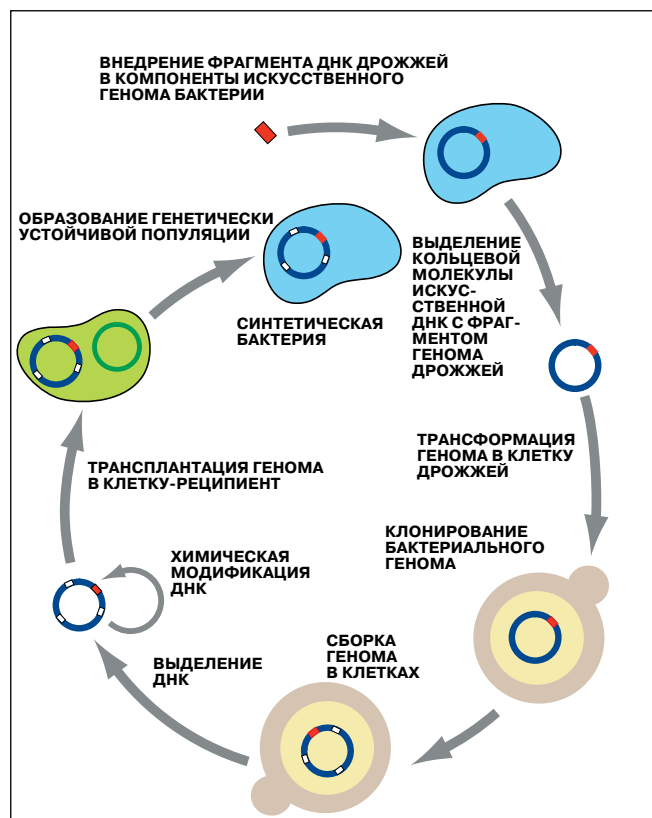 ВНЕДРЕНИЕ ФРАГМЕНТА ДНК ДРОЖЖЕЙ
В КОМПОНЕНТЫ ИСКУССТВЕННОГО
ГЕНОМА БАКТЕРИИ
ОБРАЗОВАНИЕ ГЕНЕТИЧЕСКИ
УСТОЙЧИВОЙ ПОПУЛЯЦИИ
СИНТЕТИЧЕСКАЯ
БАКТЕРИЯ
ВЫДЕЛЕНИЕ
КОЛЬЦЕВОЙ
МОЛЕКУЛЫ
ИСКУС-
СТВЕННОЙ
ДНК С ФРАГ-
МЕНТОМ
ГЕНОМА
ДРОЖЖЕЙ
ТРАНСФОРМАЦИЯ
ГЕНОМА В КЛЕТКУ
ДРОЖЖЕЙ
ТРАНСПЛАНТАЦИЯ ГЕНОМА
В КЛЕТКУ-РЕЦИПИЕНТ
КЛОНИРОВАНИЕ
БАКТЕРИАЛЬНОГО
ГЕНОМА
ХИМИЧЕСКАЯ
МОДИФИКАЦИЯ
ДНК
СБОРКА
ГЕНОМА
В КЛЕТКАХ
ВЫДЕЛЕНИЕ
ДНК